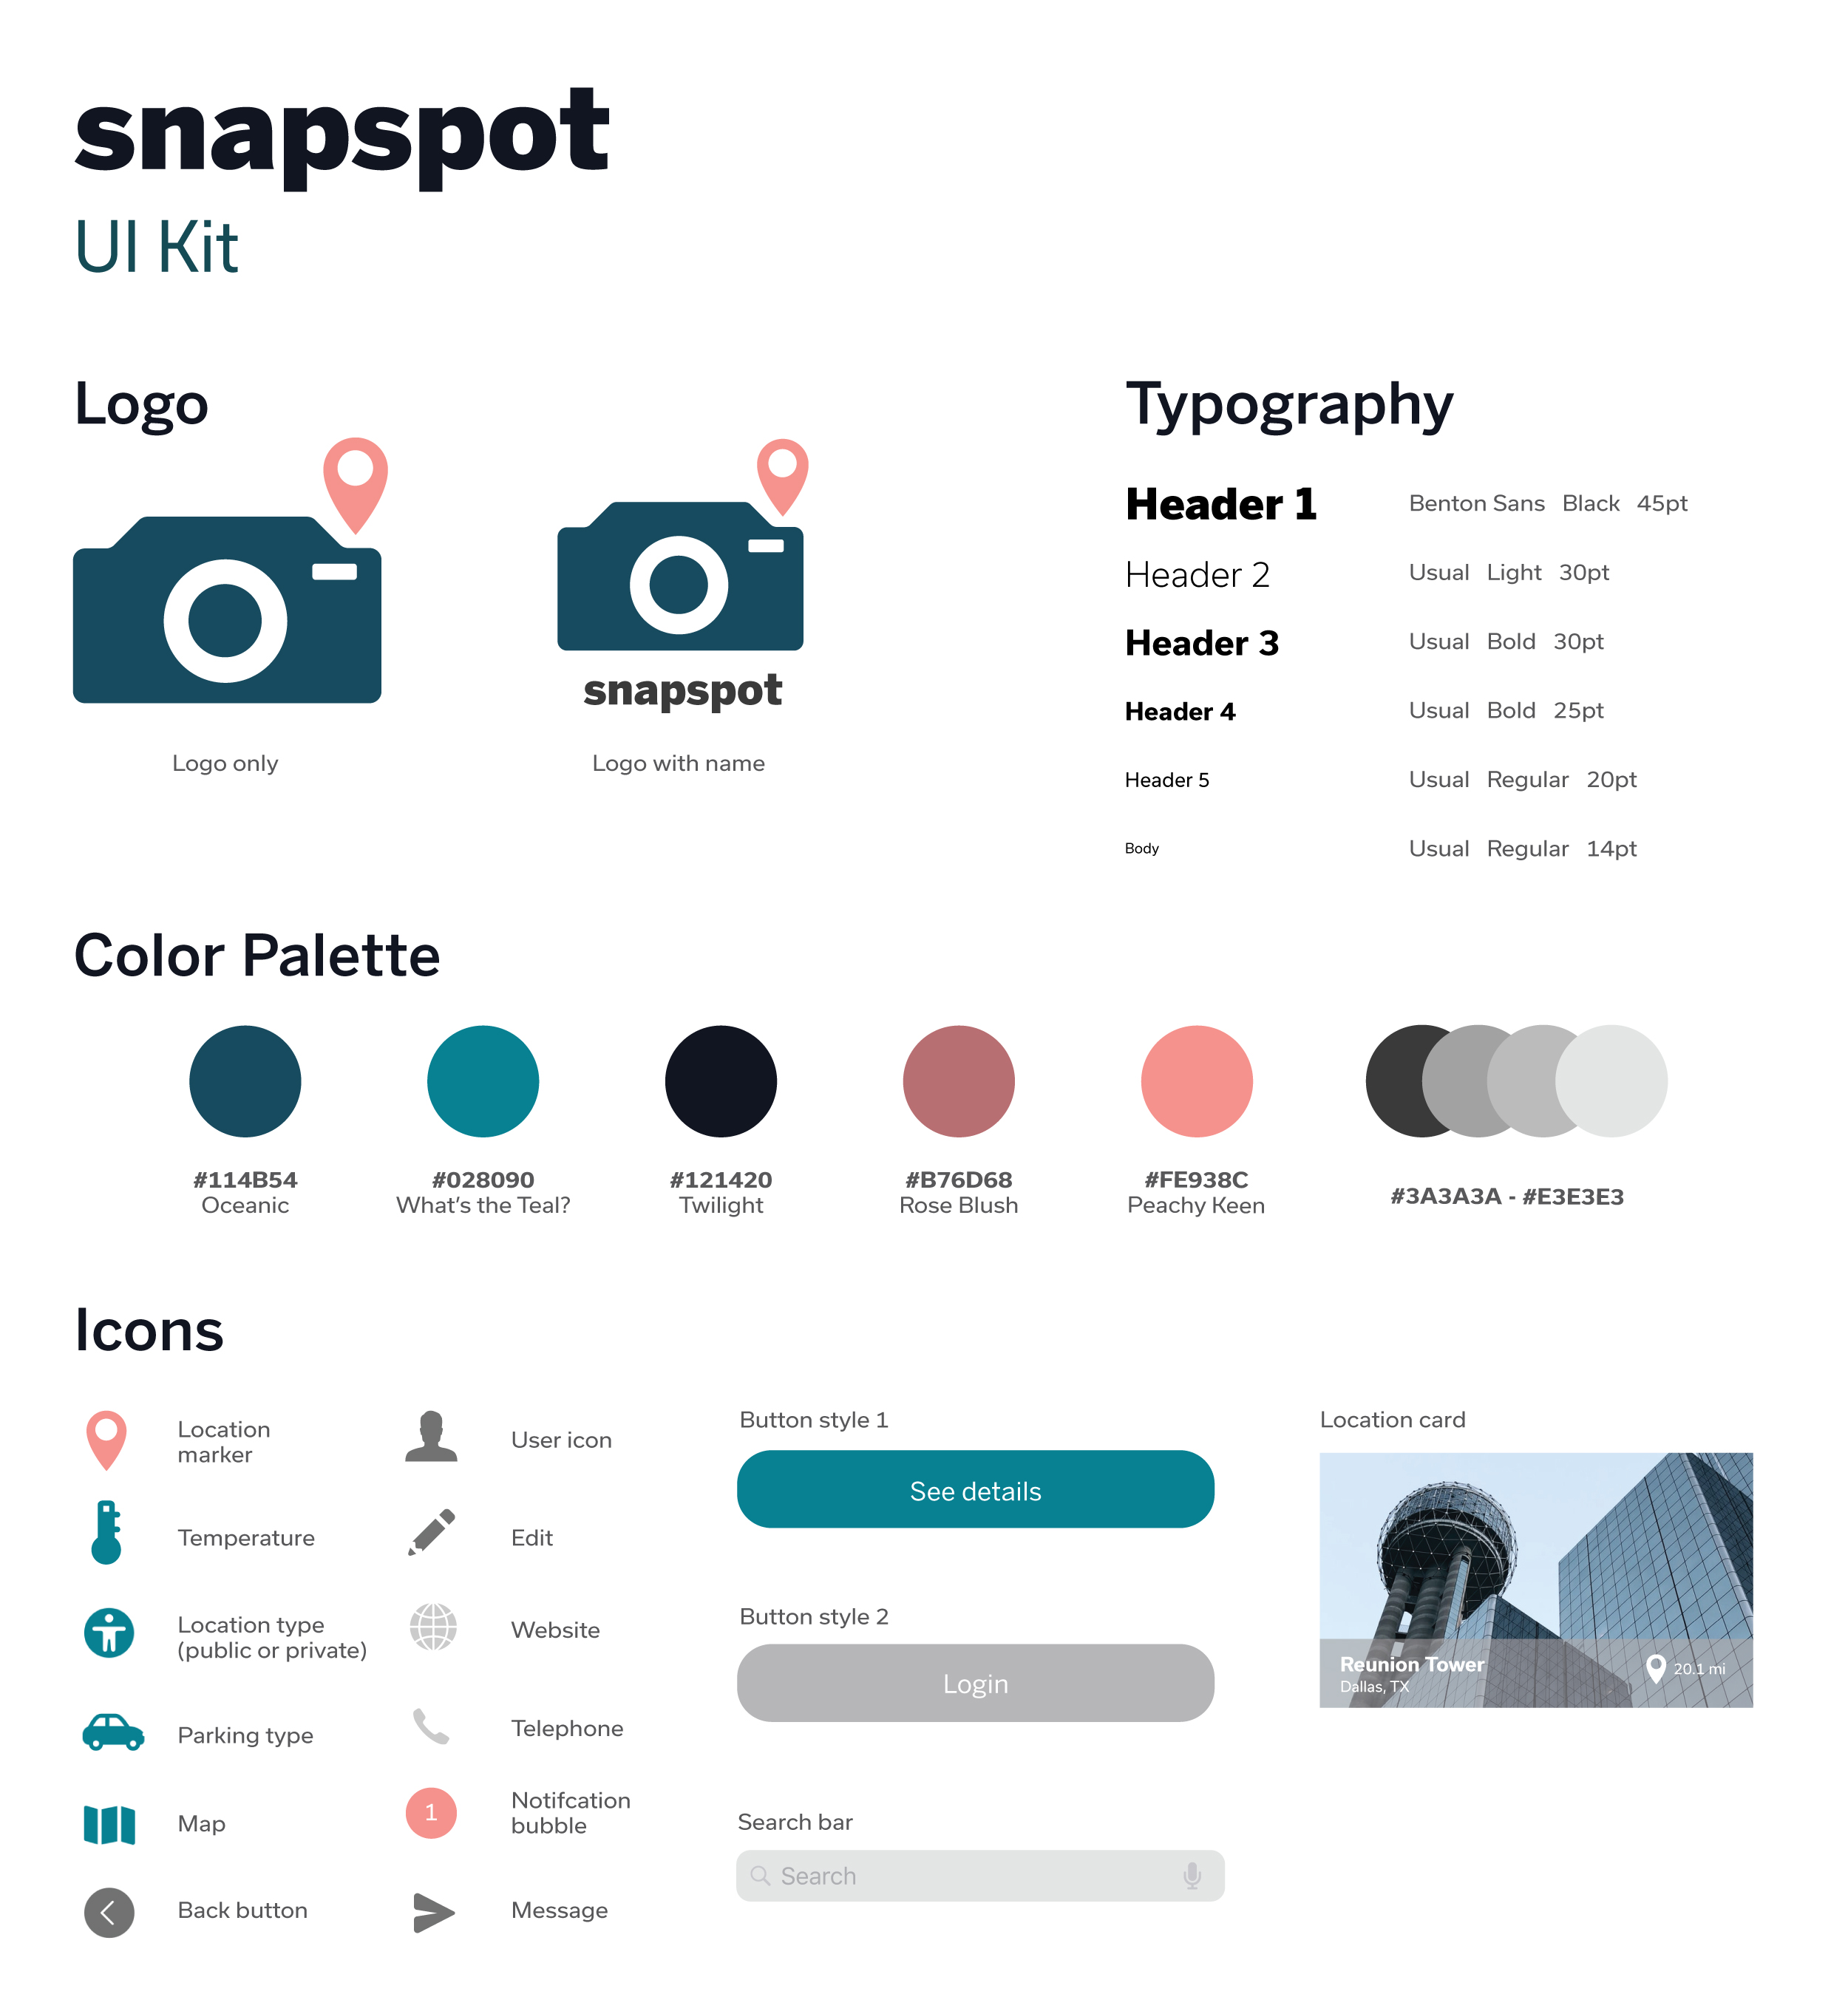 snapspot
UI Kit
Logo
snapspot
Logo only
Logo with name
Typography
Header 1 Benton Sans Black 45pt
Header 2 Usual Light 30pt
Header 3 Usual Bold 30pt
Header 4 Usual Bold 25pt
Header 5 Usual Regular 20pt
Body Usual Regular 14pt
Color Palette
#114B54
Oceanic
#028090
What's the Teal?
#121420
Twilight
#B76D68
Rose Blush
#FE938C
Peachy Keen
#3A3A3A - #E3E3E3
Icons
Location
marker
Temperature
Location type
(public or private)
Parking type
Map
Back button
User icon
Edit
Website
Telephone
1
Notifcation
bubble
Message
Button style 1
See details
Button style 2
Login
Search bar
Search
Location card
Reunion Tower
Dallas, TX
20.1 mi